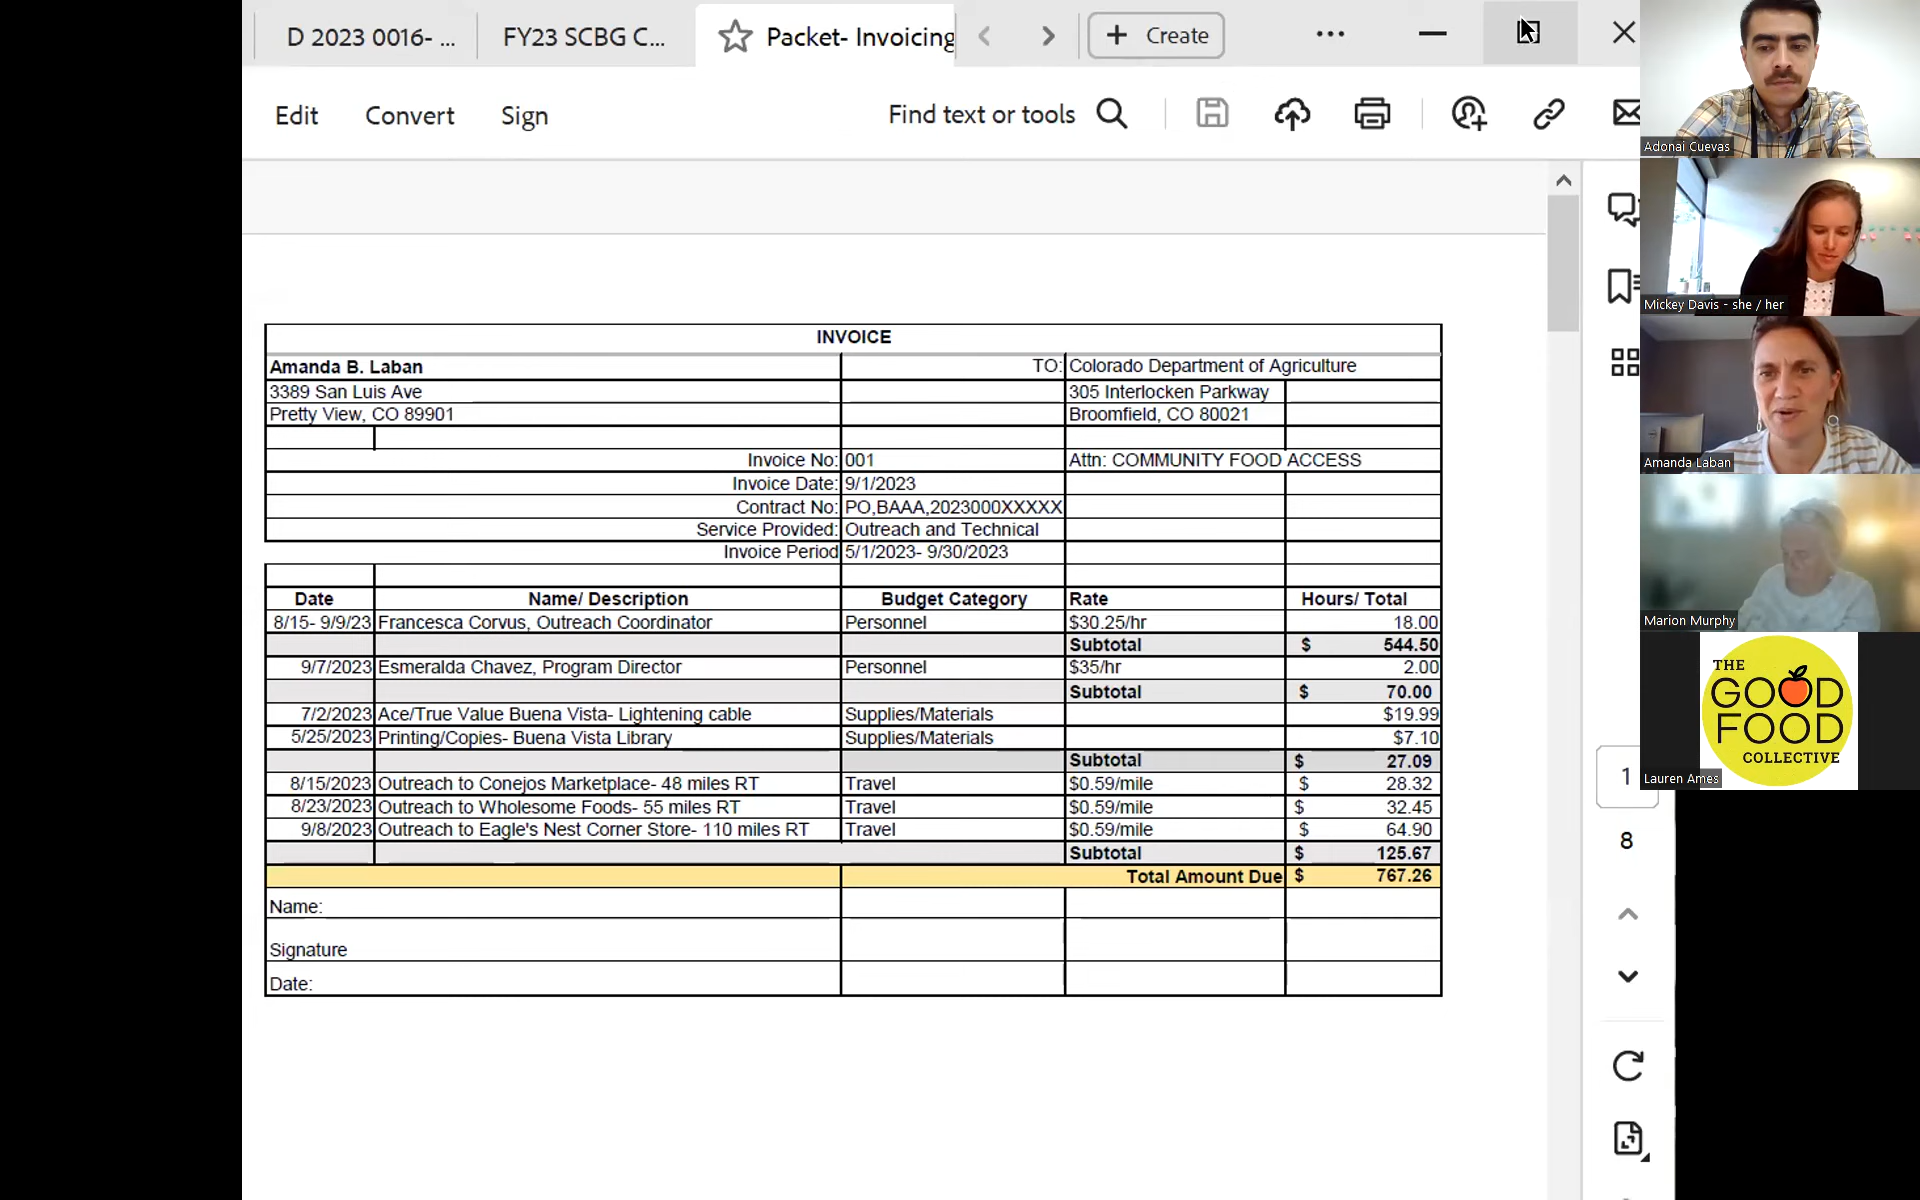 D 2023 0016- ...
FY23 SCBG C...
Packet- Invoicing
Create
Edit
Convert
Sign
Find text or tools
INVOICE
Amanda B. Laban
TO: Colorado Department of Agriculture
3389 San Luis Ave
305 Interlocken Parkway
Pretty View, CO 89901
Broomfield, CO 80021
Invoice No: 001
Attn: COMMUNITY FOOD ACCESS
Invoice Date: 9/1/2023
Contract No: PO,BAAA,2023000XXXXX
Service Provided: Outreach and Technical
Invoice Period 5/1/2023- 9/30/2023
Date Name/ Description Budget Category Rate Hours/ Total
8/15- 9/9/23 Francesca Corvus, Outreach Coordinator Personnel $30.25/hr 18.00
Subtotal $ 544.50
9/7/2023 Esmeralda Chavez, Program Director Personnel $35/hr 2.00
Subtotal $ 70.00
7/2/2023 Ace/True Value Buena Vista- Lightening cable Supplies/Materials $19.99
5/25/2023 Printing/Copies- Buena Vista Library Supplies/Materials $7.10
Subtotal $ 27.09
8/15/2023 Outreach to Conejos Marketplace- 48 miles RT Travel $0.59/mile $ 28.32
8/23/2023 Outreach to Wholesome Foods- 55 miles RT Travel $0.59/mile $ 32.45
9/8/2023 Outreach to Eagle's Nest Corner Store- 110 miles RT Travel $0.59/mile $ 64.90
Subtotal $ 125.67
Total Amount Due $ 767.26
Name:
Signature
Date:
1
8
Adonai Cuevas
Mickey Davis - she / her
Amanda Laban
Marion Murphy
THE
GOOD
FOOD
COLLECTIVE
Lauren Ames